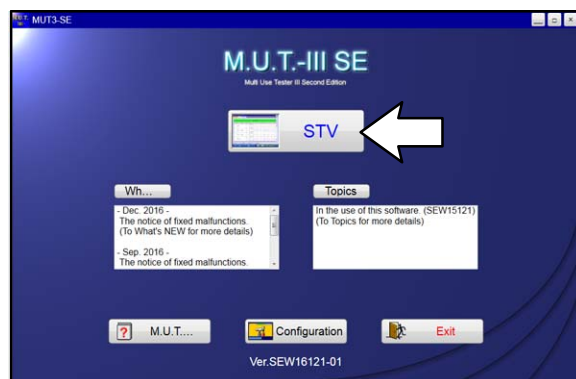 MUT3-SE
M.U.T.-III SE
Multi Use Tester III Second Edition
STV
Wh...
- Dec. 2016 -
The notice of fixed malfunctions.
(To What's NEW for more details)
- Sep. 2016 -
The notice of fixed malfunctions.
Topics
In the use of this software. (SEW15121)
(To Topics for more details)
M.U.T....
Configuration
Exit
Ver.SEW16121-01